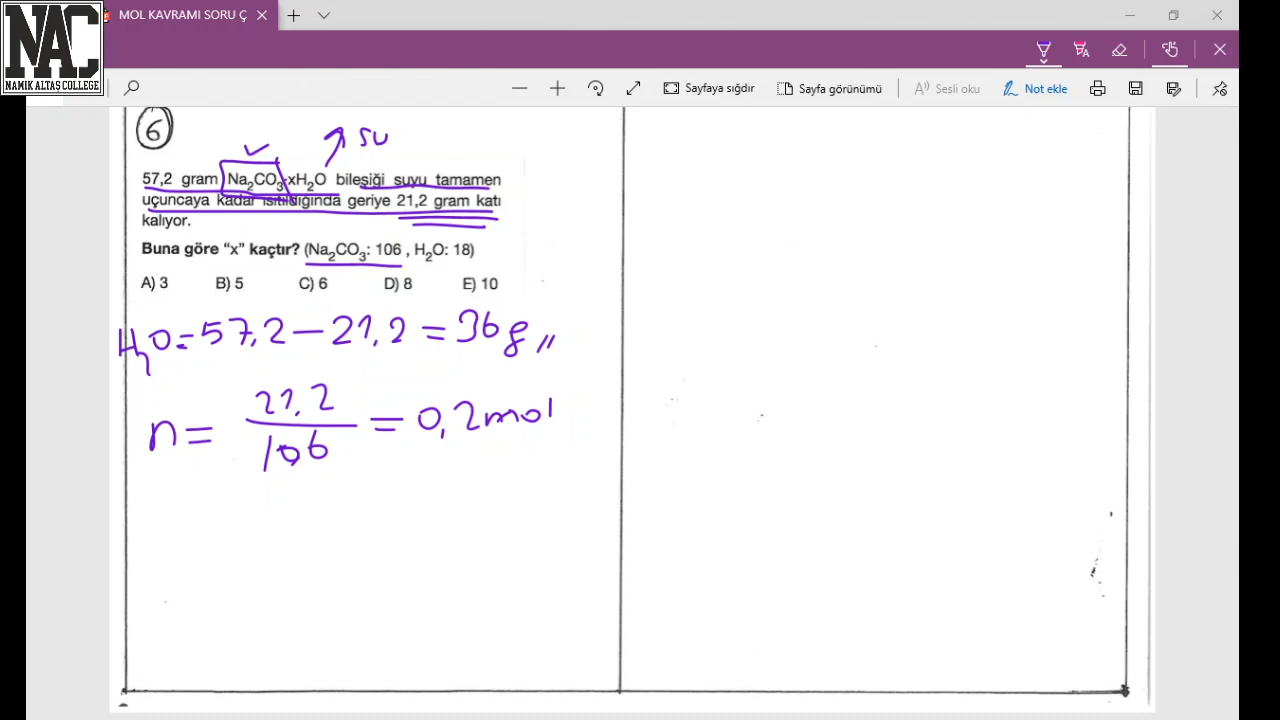 NAC
NAMIK ALTAŞ COLLEGE
MOL KAVRAMI SORU Ç
Sayfaya sığdır
Sayfa görünümü
Sesli oku
Not ekle
6
SU
57,2 gram Na₂CO₃·xH₂O bileşiği suyu tamamen
uçuncaya kadar ısıtıldığında geriye 21,2 gram katı
kalıyor.
Buna göre "x" kaçtır? (Na₂CO₃: 106 , H₂O: 18)
A) 3 B) 5 C) 6 D) 8 E) 10
H₂O = 57,2 − 21,2 = 36 g
n = 21,2 / 106 = 0,2 mol